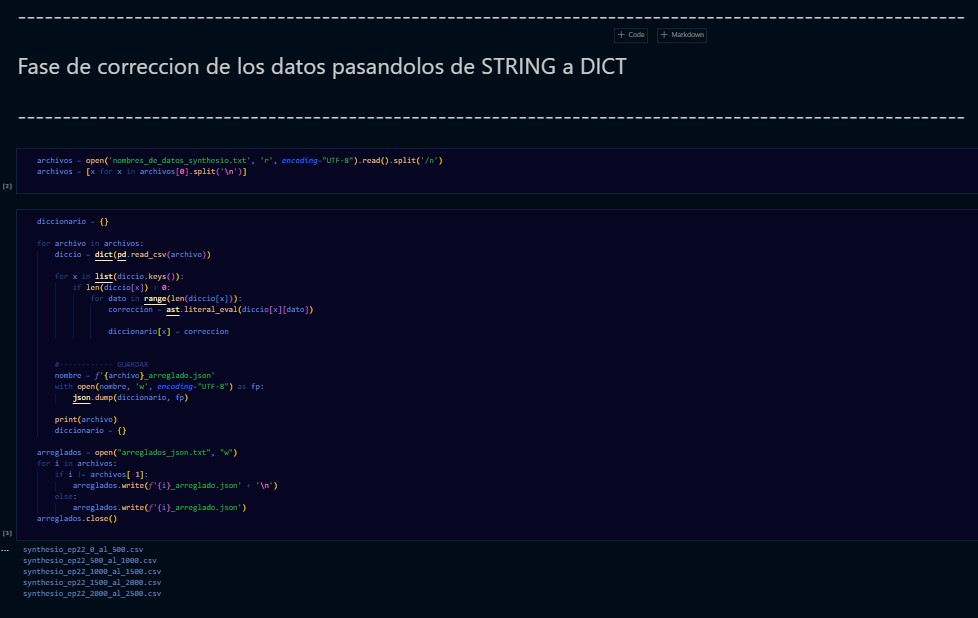 --------------------------------------------------------------------------------
+ Code + Markdown
Fase de correccion de los datos pasandolos de STRING a DICT
--------------------------------------------------------------------------------
archivos = open('nombres_de_datos_synthesio.txt', 'r', encoding="UTF-8").read().split('/n')
archivos = [x for x in archivos[0].split('\n')]
[2]
diccionario = {}
for archivo in archivos:
diccio = dict(pd.read_csv(archivo))
for x in list(diccio.keys()):
if len(diccio[x]) > 0:
for dato in range(len(diccio[x])):
correccion = ast.literal_eval(diccio[x][dato])
diccionario[x] = correccion
#------------ GUARDAR
nombre = f'{archivo}_arreglado.json'
with open(nombre, 'w', encoding="UTF-8") as fp:
json.dump(diccionario, fp)
print(archivo)
diccionario = {}
arreglados = open("arreglados_json.txt", "w")
for i in archivos:
if i != archivos[-1]:
arreglados.write(f'{i}_arreglado.json' + '\n')
else:
arreglados.write(f'{i}_arreglado.json')
arreglados.close()
[3]
... synthesio_ep22_0_al_500.csv
synthesio_ep22_500_al_1000.csv
synthesio_ep22_1000_al_1500.csv
synthesio_ep22_1500_al_2000.csv
synthesio_ep22_2000_al_2500.csv